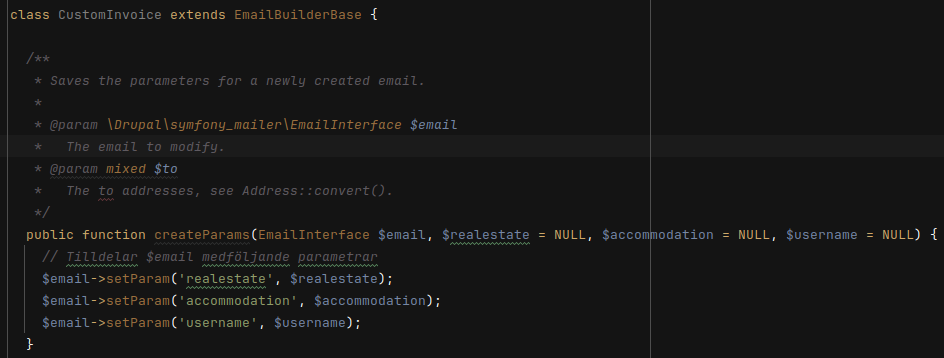 class CustomInvoice extends EmailBuilderBase {
/**
* Saves the parameters for a newly created email.
*
* @param \Drupal\symfony_mailer\EmailInterface $email
*   The email to modify.
* @param mixed $to
*   The to addresses, see Address::convert().
*/
public function createParams(EmailInterface $email, $realestate = NULL, $accommodation = NULL, $username = NULL) {
// Tilldelar $email medföljande parametrar
$email->setParam('realestate', $realestate);
$email->setParam('accommodation', $accommodation);
$email->setParam('username', $username);
}